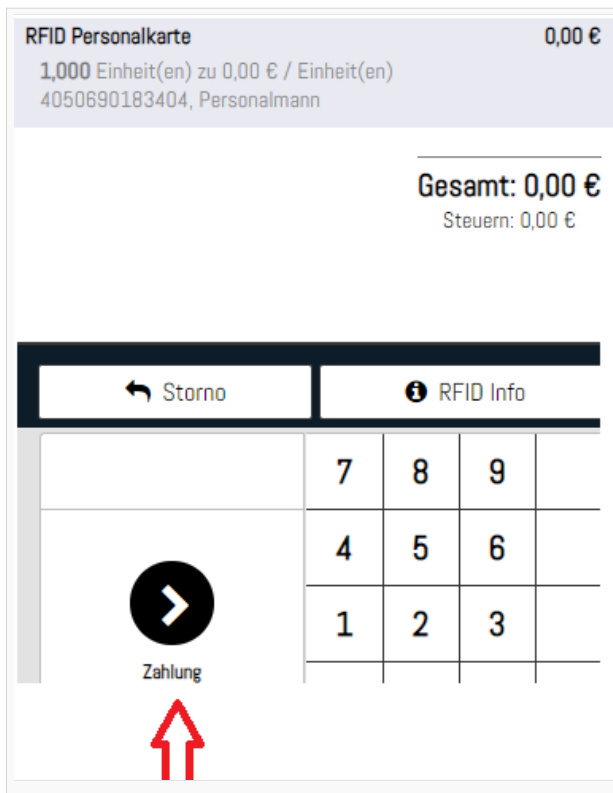 RFID Personalkarte 0,00 €
1,000 Einheit(en) zu 0,00 € / Einheit(en)
4050690183404, Personalmann
Gesamt: 0,00 €
Steuern: 0,00 €
Storno
RFID Info
7 8 9
4 5 6
1 2 3
Zahlung